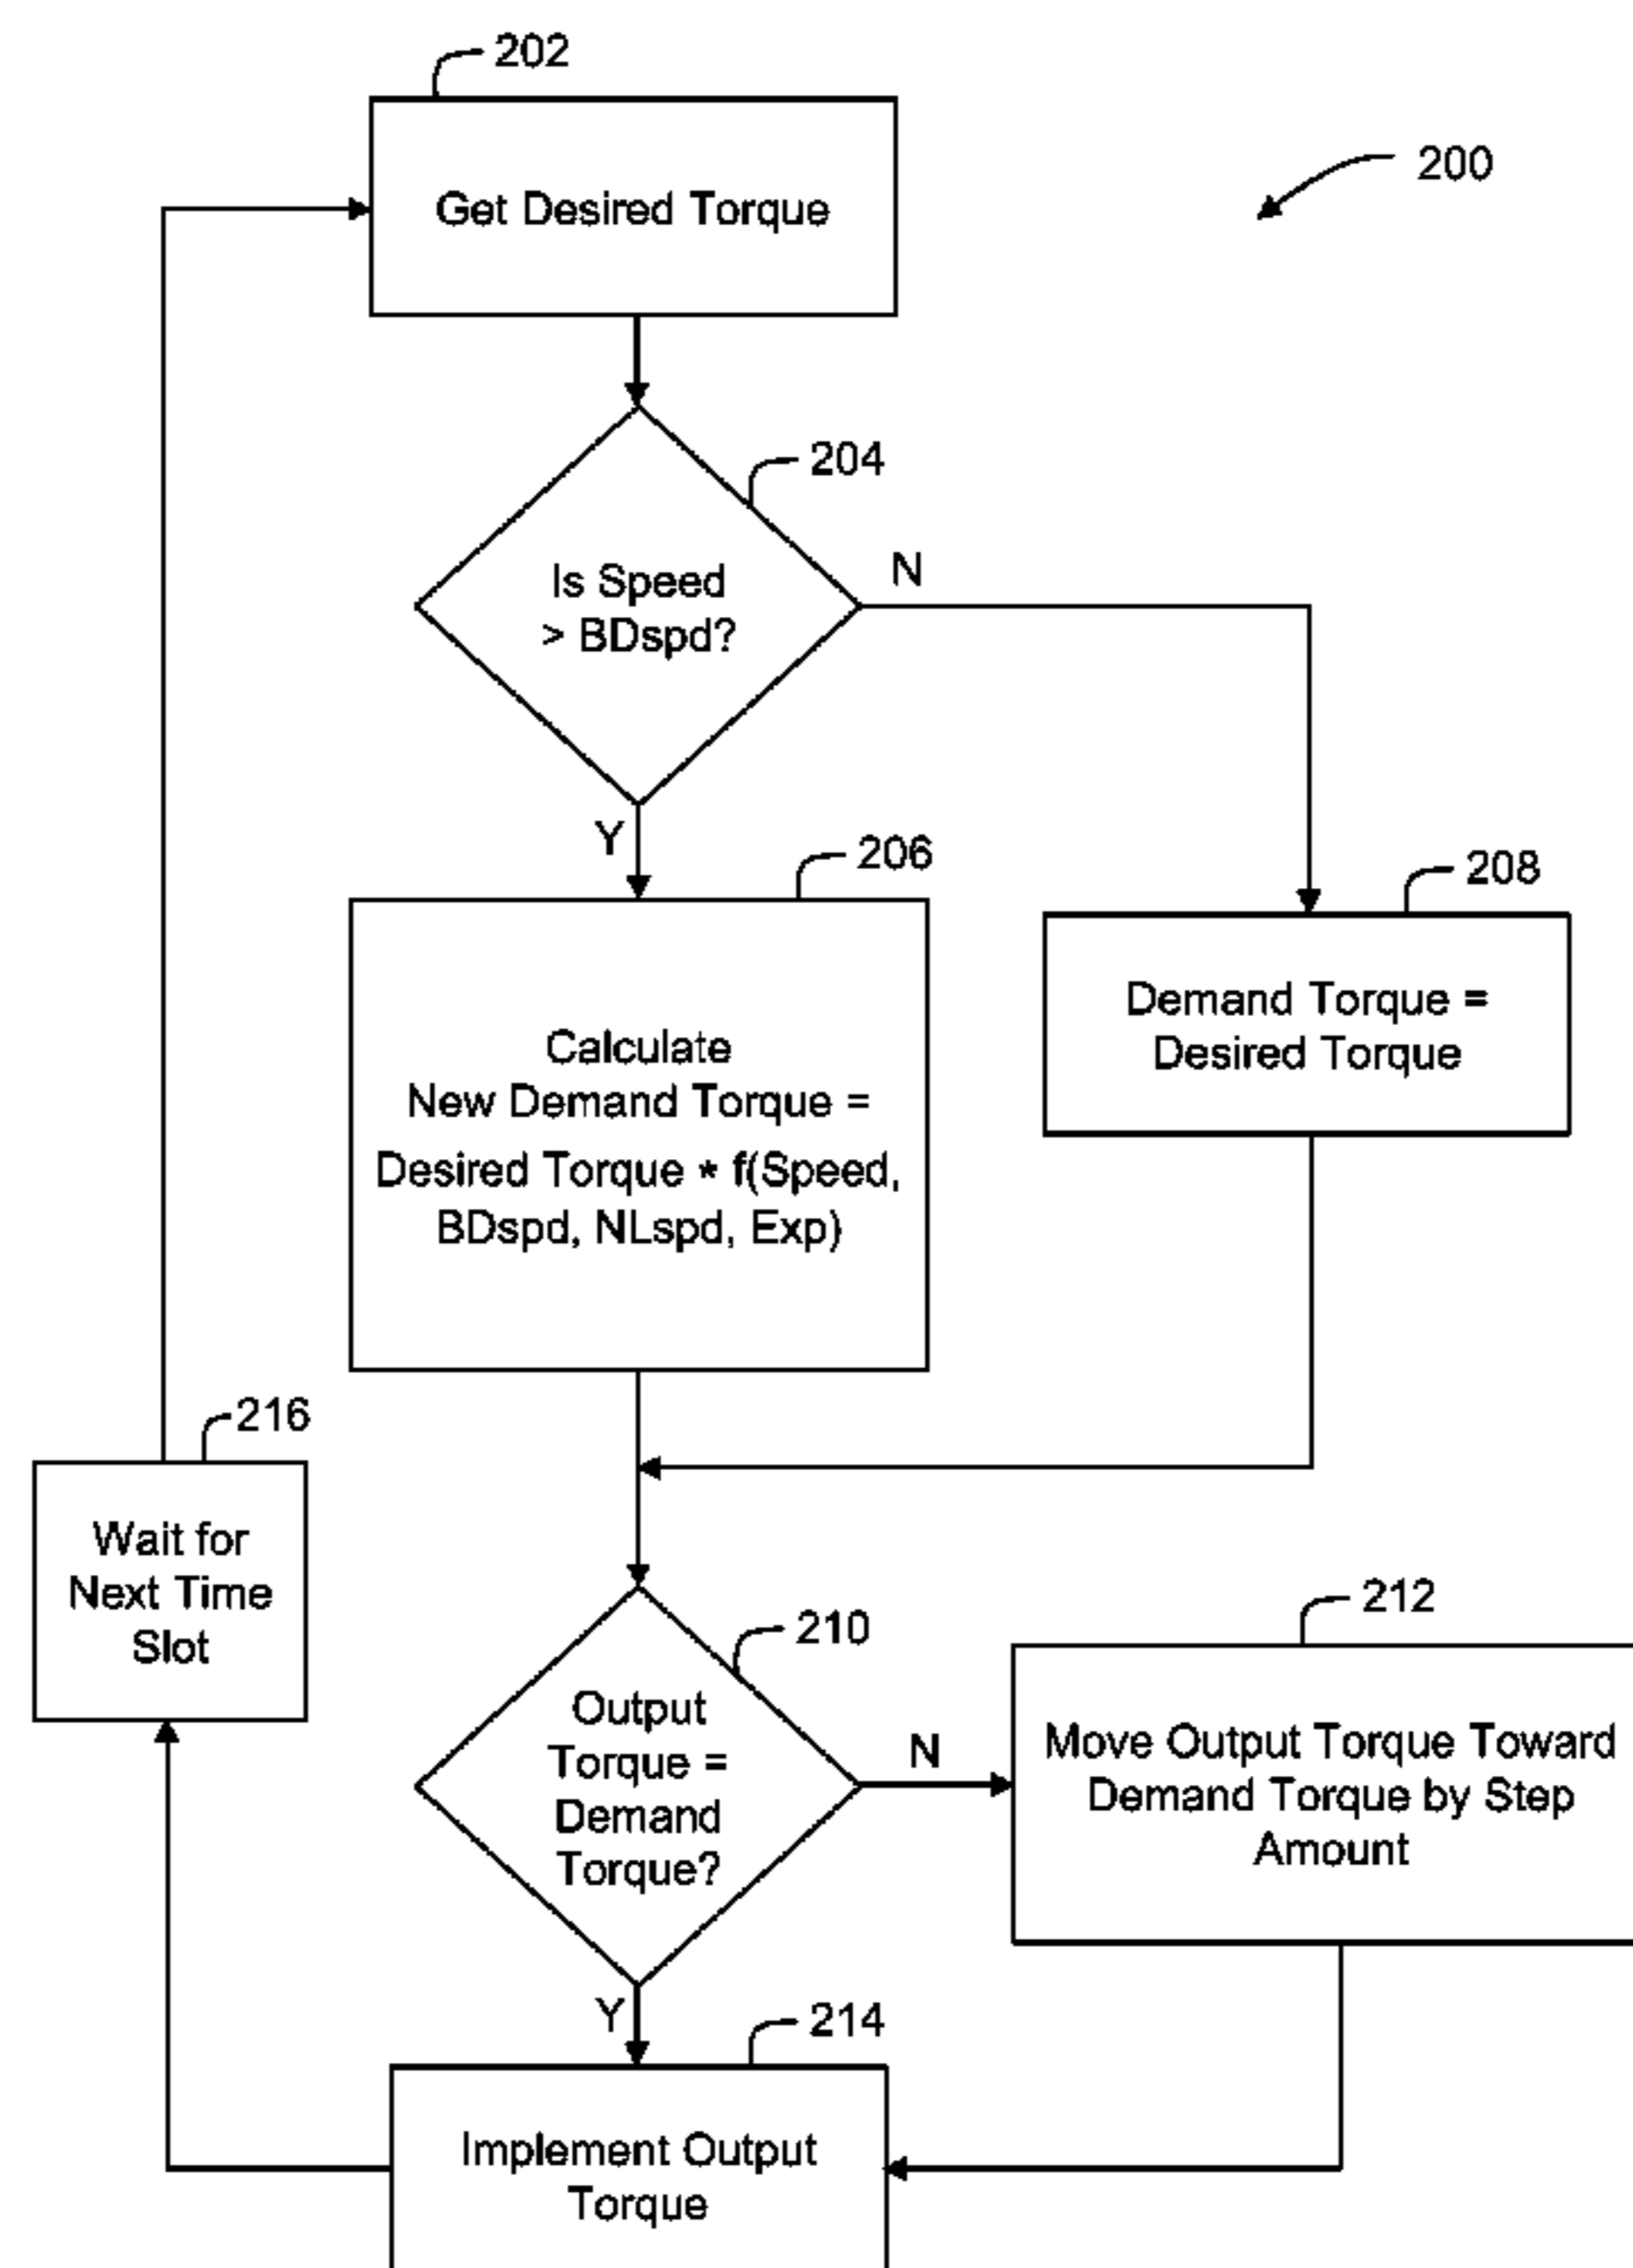 202
Get Desired Torque
200
204
Is Speed
> BDspd?
N
Y
206
Calculate
New Demand Torque =
Desired Torque * f(Speed,
BDspd, NLspd, Exp)
208
Demand Torque =
Desired Torque
216
Wait for
Next Time
Slot
210
Output
Torque =
Demand
Torque?
N
212
Move Output Torque Toward
Demand Torque by Step
Amount
Y
214
Implement Output
Torque